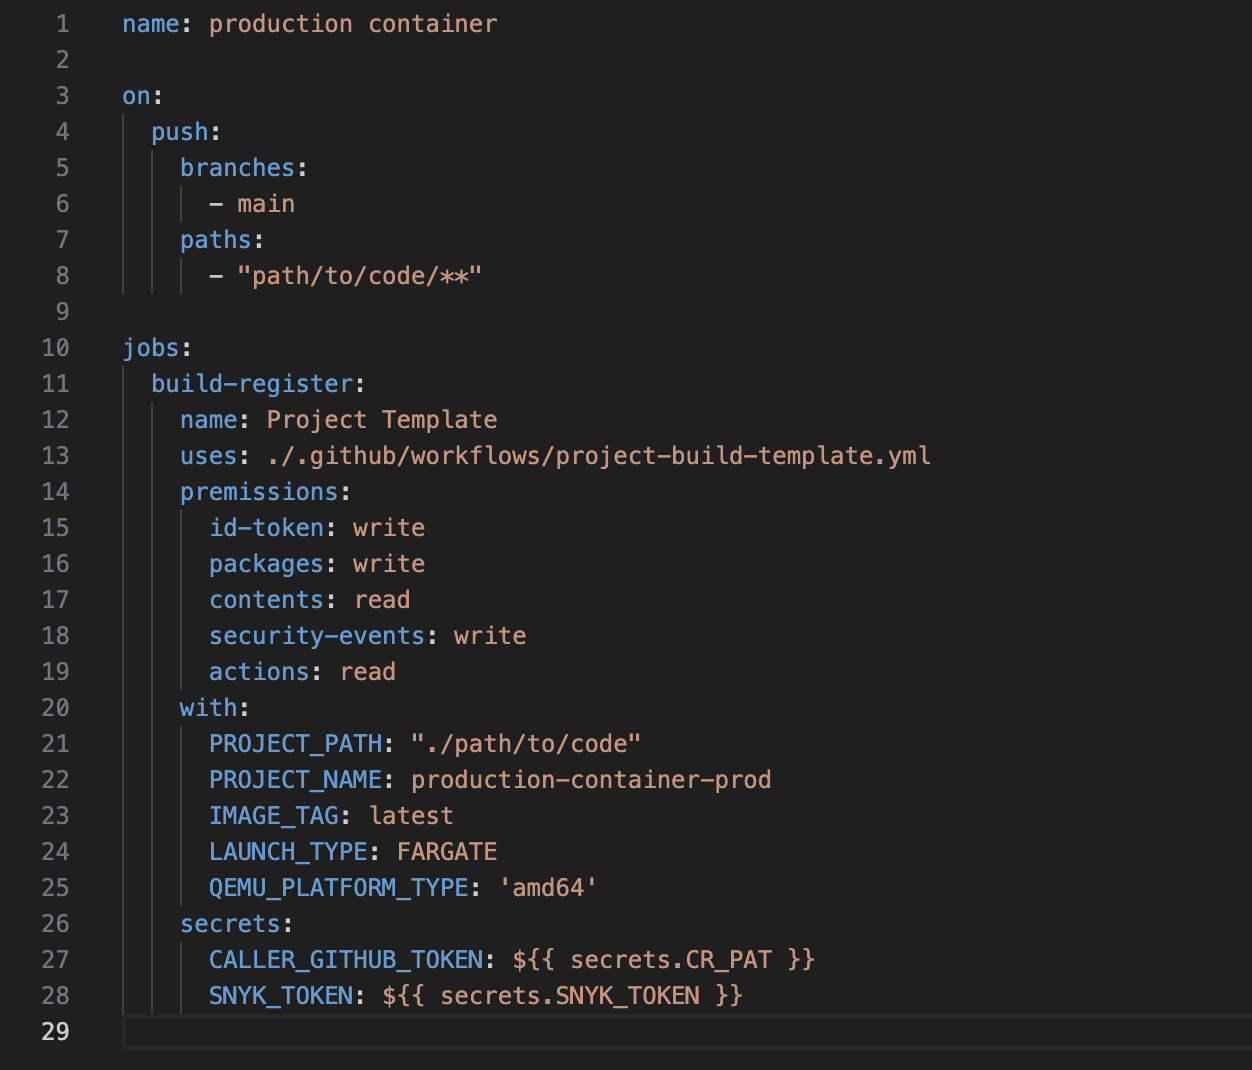 1 name: production container
2
3 on:
4   push:
5     branches:
6       - main
7     paths:
8       - "path/to/code/**"
9
10 jobs:
11   build-register:
12     name: Project Template
13     uses: ./.github/workflows/project-build-template.yml
14     premissions:
15       id-token: write
16       packages: write
17       contents: read
18       security-events: write
19       actions: read
20     with:
21       PROJECT_PATH: "./path/to/code"
22       PROJECT_NAME: production-container-prod
23       IMAGE_TAG: latest
24       LAUNCH_TYPE: FARGATE
25       QEMU_PLATFORM_TYPE: 'amd64'
26     secrets:
27       CALLER_GITHUB_TOKEN: ${{ secrets.CR_PAT }}
28       SNYK_TOKEN: ${{ secrets.SNYK_TOKEN }}
29